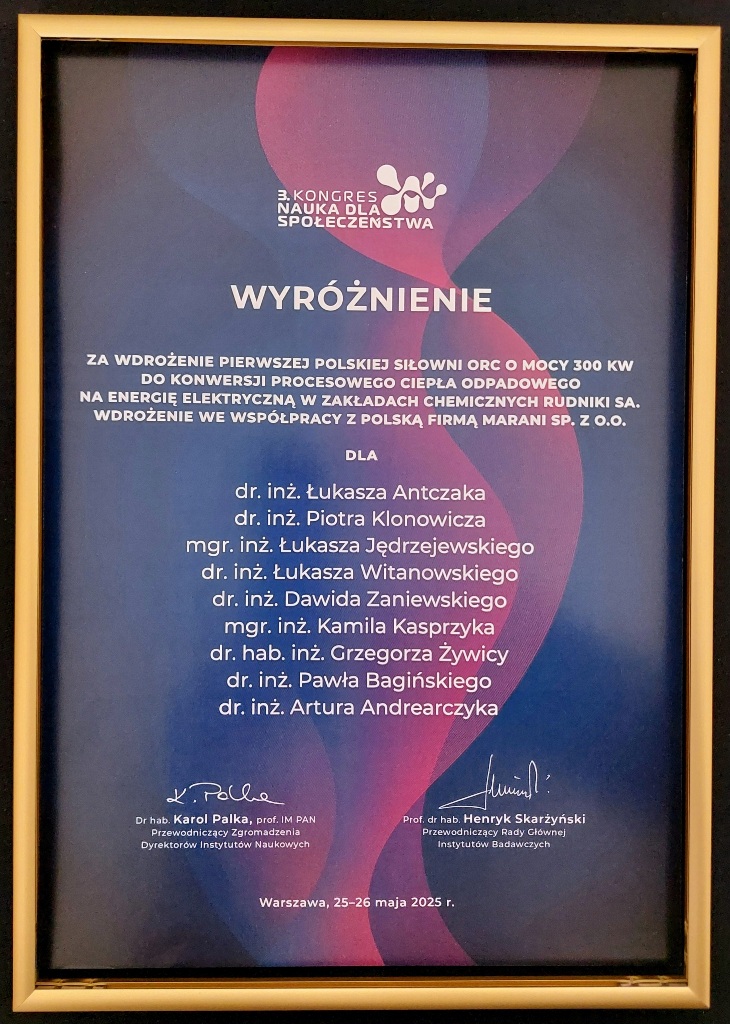 3. KONGRES
NAUKA DLA
SPOŁECZEŃSTWA
WYRÓŻNIENIE
ZA WDROŻENIE PIERWSZEJ POLSKIEJ SIŁOWNI ORC O MOCY 300 KW
DO KONWERSJI PROCESOWEGO CIEPŁA ODPADOWEGO
NA ENERGIĘ ELEKTRYCZNĄ W ZAKŁADACH CHEMICZNYCH RUDNIKI SA.
WDROŻENIE WE WSPÓŁPRACY Z POLSKĄ FIRMĄ MARANI SP. Z O.O.
DLA
dr. inż. Łukasza Antczaka
dr. inż. Piotra Klonowicza
mgr. inż. Łukasza Jędrzejewskiego
dr. inż. Łukasza Witanowskiego
dr. inż. Dawida Zaniewskiego
mgr. inż. Kamila Kasprzyka
dr. hab. inż. Grzegorza Żywicy
dr. inż. Pawła Bagińskiego
dr. inż. Artura Andrearczyka
K. Palka
Dr hab. Karol Palka, prof. IM PAN
Przewodniczący Zgromadzenia
Dyrektorów Instytutów Naukowych
Prof. dr hab. Henryk Skarżyński
Przewodniczący Rady Głównej
Instytutów Badawczych
Warszawa, 25–26 maja 2025 r.